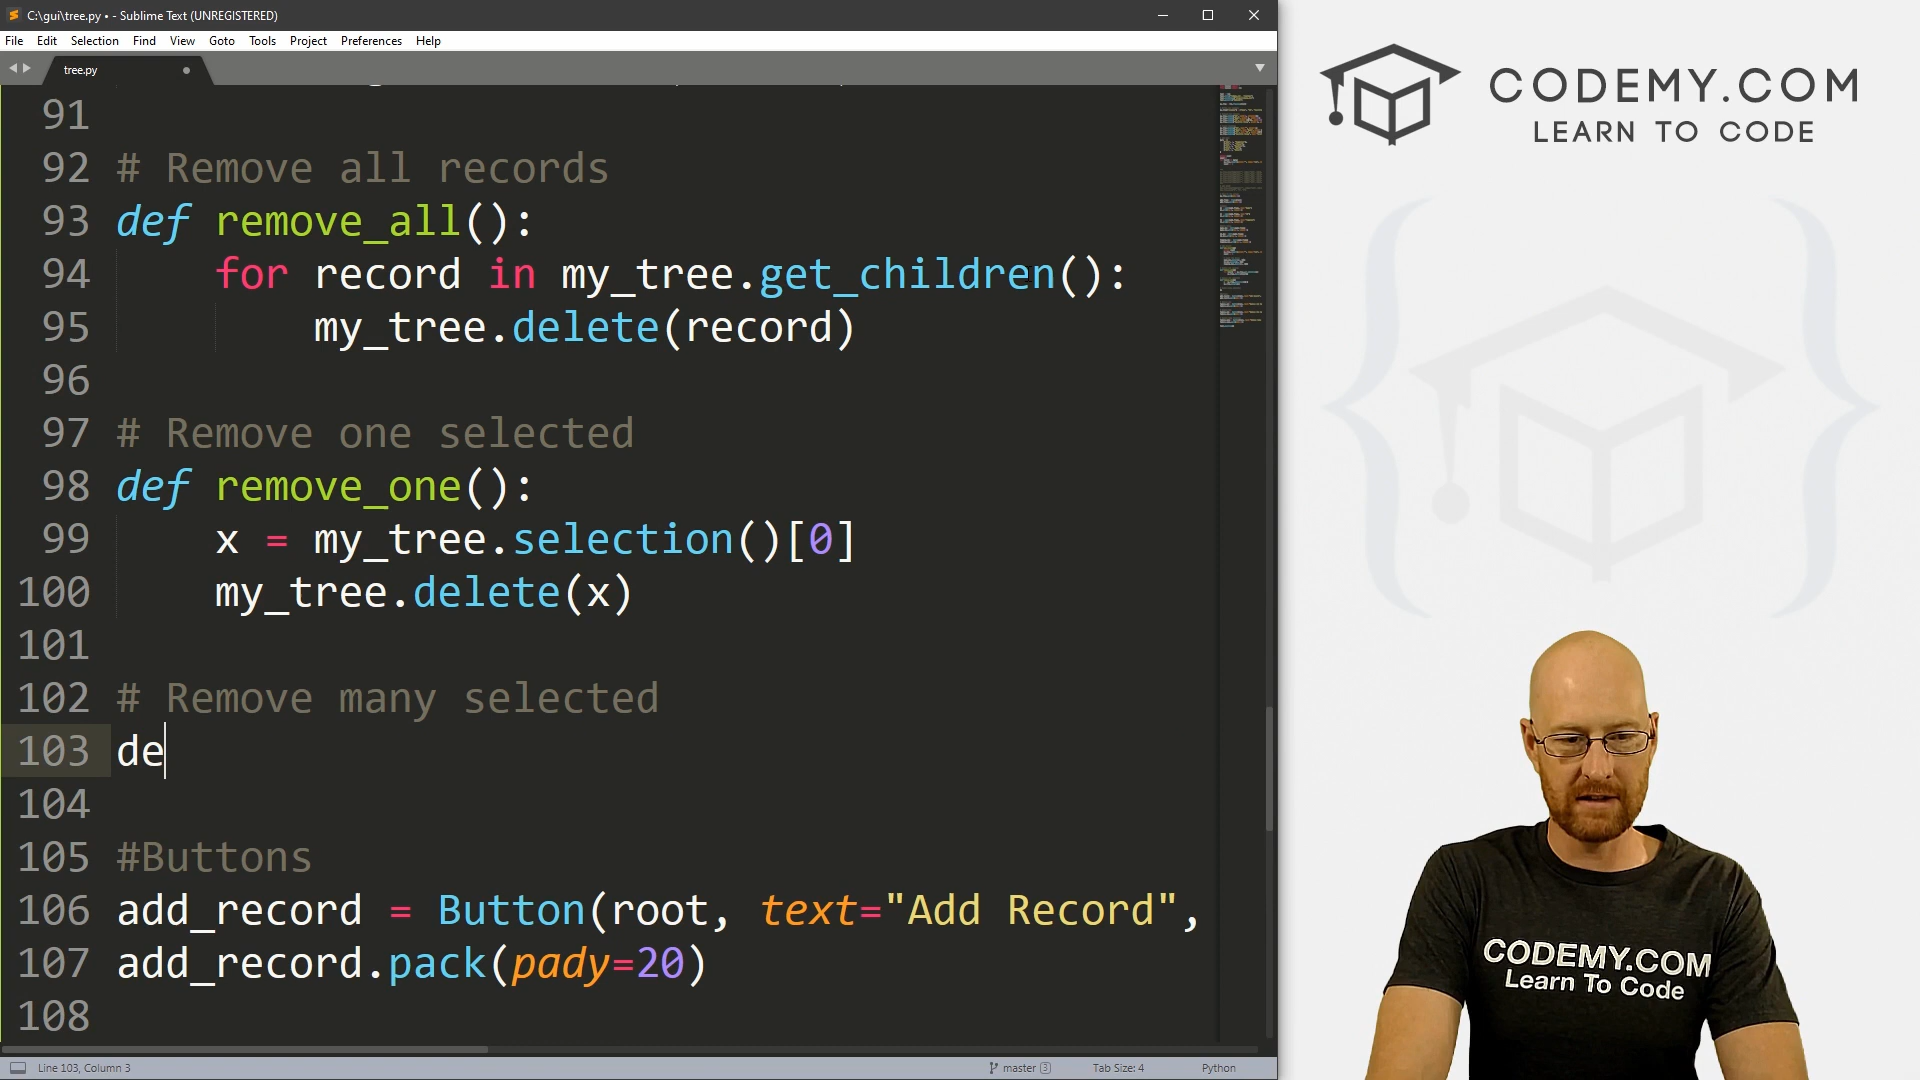 C:\gui\tree.py • - Sublime Text (UNREGISTERED)
File Edit Selection Find View Goto Tools Project Preferences Help
tree.py
91
92 # Remove all records
93 def remove_all():
94 for record in my_tree.get_children():
95 my_tree.delete(record)
96
97 # Remove one selected
98 def remove_one():
99 x = my_tree.selection()[0]
100 my_tree.delete(x)
101
102 # Remove many selected
103 de
104
105 #Buttons
106 add_record = Button(root, text="Add Record",
107 add_record.pack(pady=20)
108
Line 103, Column 3
master 3
Tab Size: 4
Python
CODEMY.COM
LEARN TO CODE
CODEMY.COM
Learn To Code